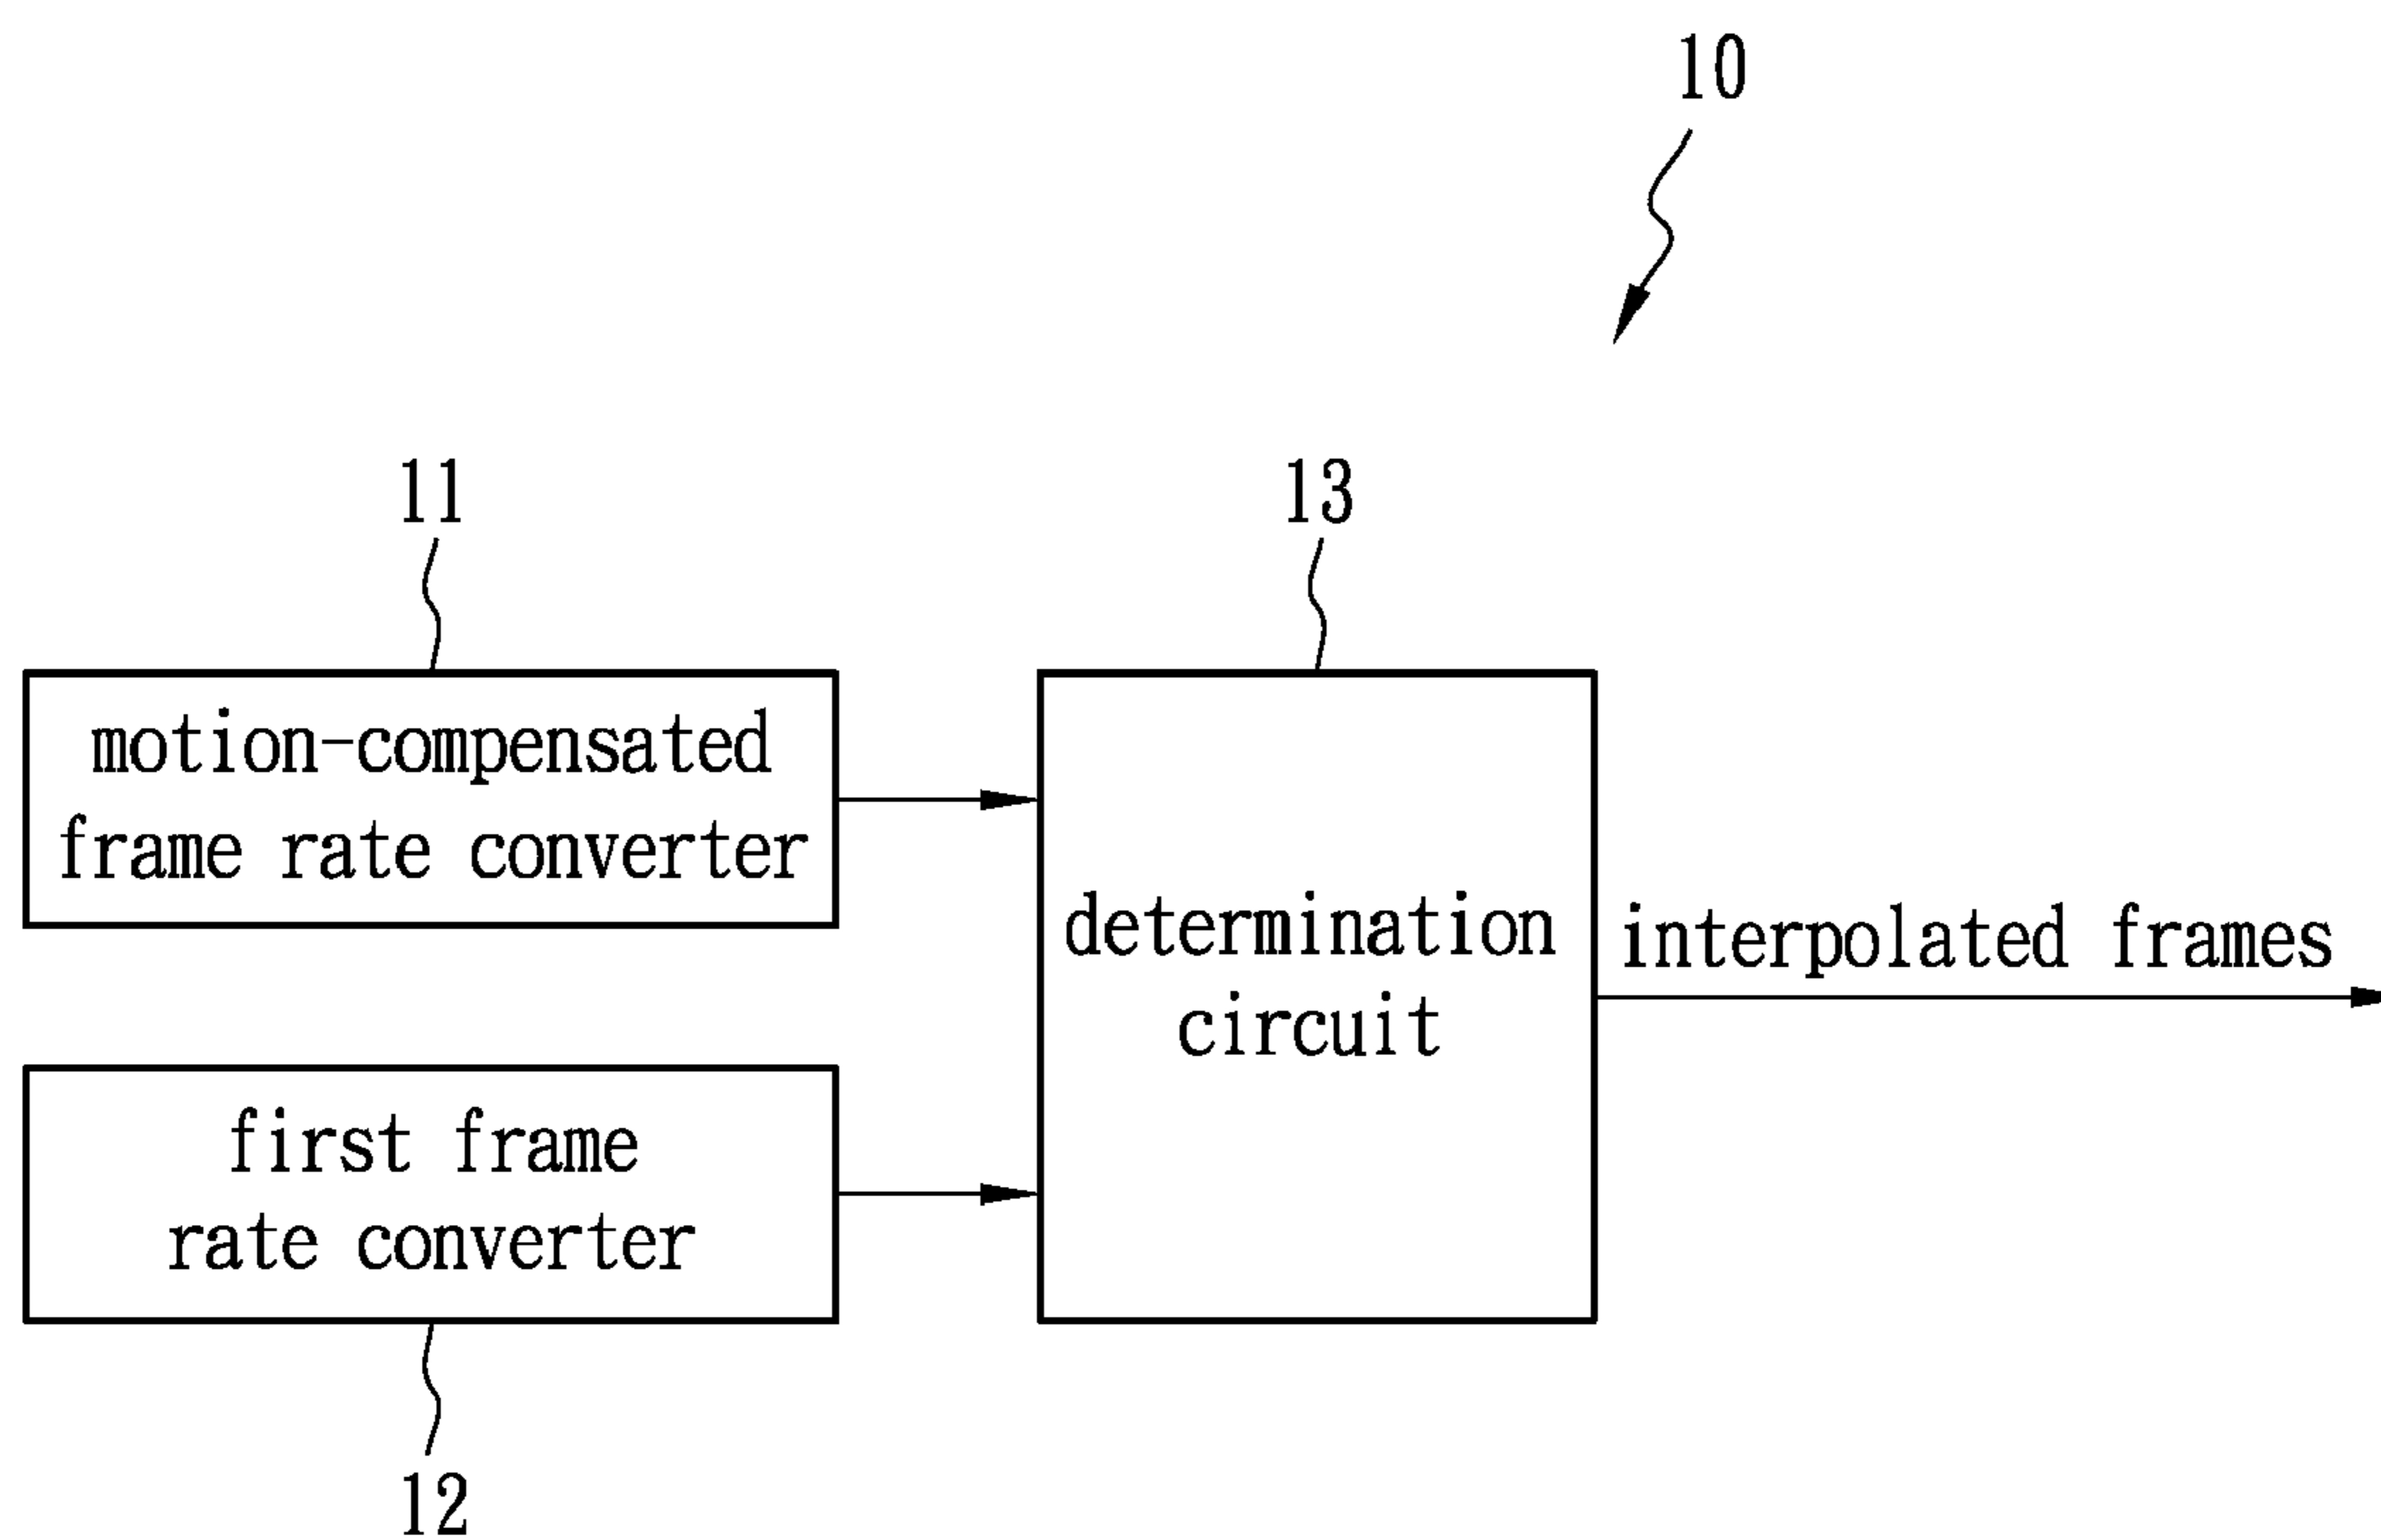 10
11
13
motion-compensated
frame rate converter
determination
circuit
interpolated frames
first frame
rate converter
12